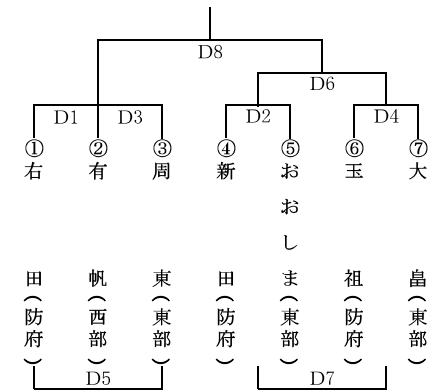 D8
D6
D1 D3 D2 D4
①右田(防府)
②有帆(西部)
③周東(東部)
④新田(防府)
⑤おおしま(東部)
⑥玉祖(防府)
⑦大畠(東部)
D5 D7